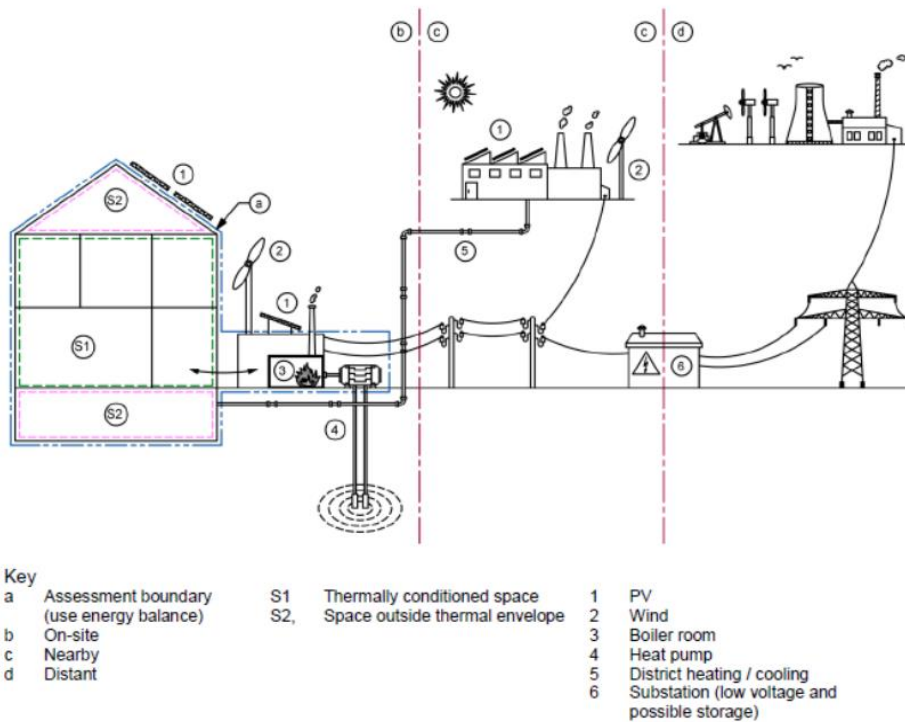 b c c d
1
1 2
S2 a
5
2
1
S1 3 6
S2 4
Key
a Assessment boundary (use energy balance)
b On-site
c Nearby
d Distant
S1 Thermally conditioned space
S2, Space outside thermal envelope
1 PV
2 Wind
3 Boiler room
4 Heat pump
5 District heating / cooling
6 Substation (low voltage and possible storage)